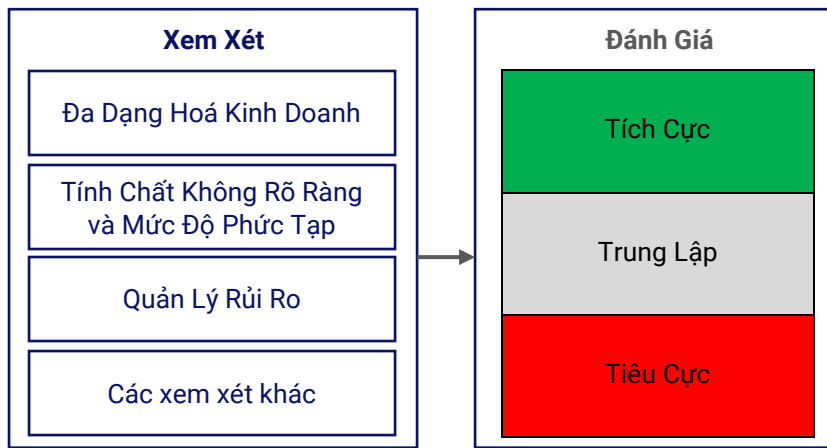 Xem Xét
Đa Dạng Hoá Kinh Doanh
Tính Chất Không Rõ Ràng
và Mức Độ Phức Tạp
Quản Lý Rủi Ro
Các xem xét khác
Đánh Giá
Tích Cực
Trung Lập
Tiêu Cực